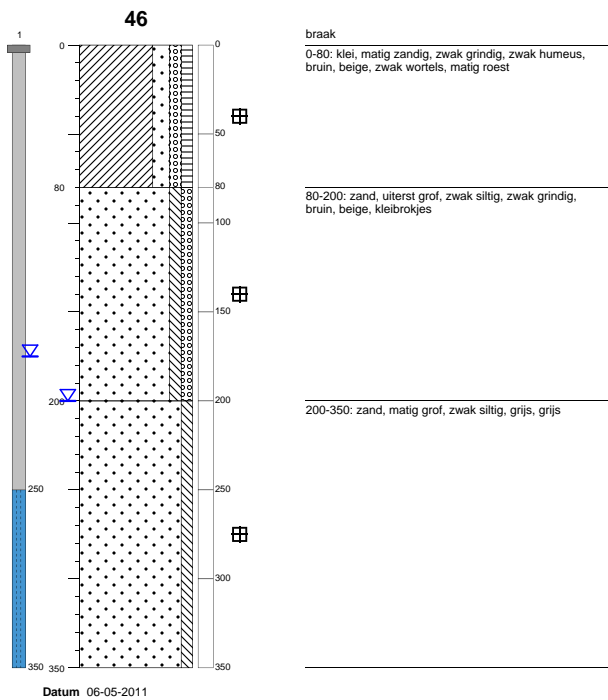 46
1
braak
0
0
0-80: klei, matig zandig, zwak grindig, zwak humeus,
bruin, beige, zwak wortels, matig roest
50
80
80
80-200: zand, uiterst grof, zwak siltig, zwak grindig,
bruin, beige, kleibrokjes
100
150
200
200
200-350: zand, matig grof, zwak siltig, grijs, grijs
250
250
300
350
350
350
Datum 06-05-2011